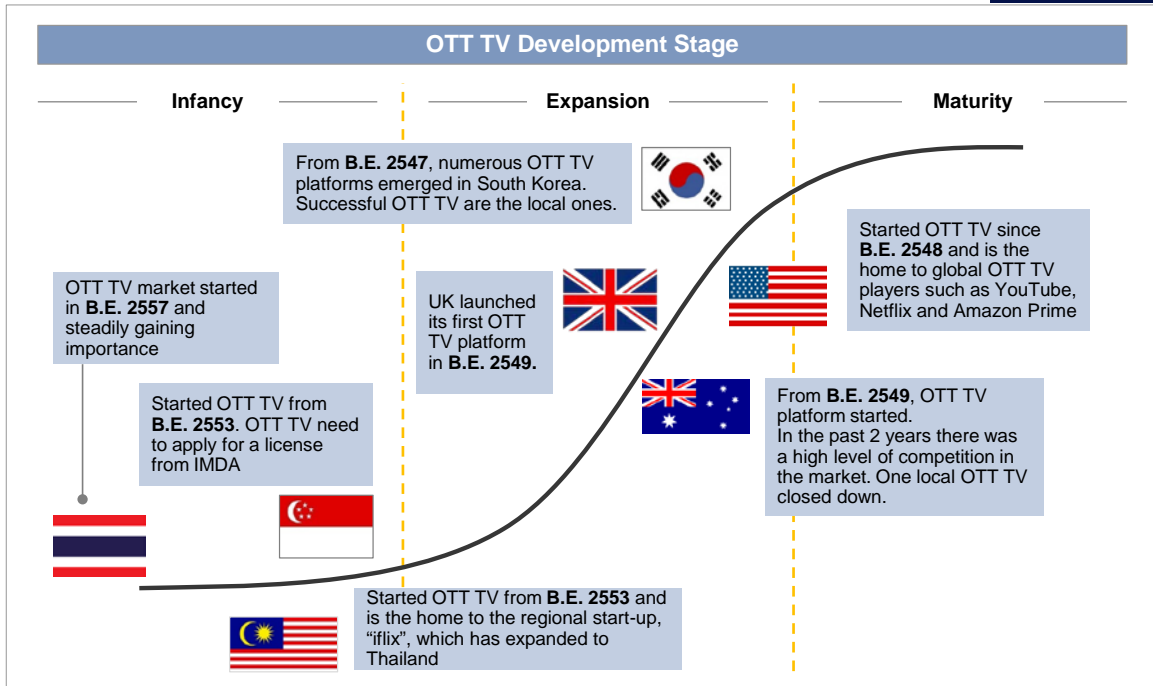 OTT TV Development Stage
Infancy
Expansion
Maturity
From B.E. 2547, numerous OTT TV
platforms emerged in South Korea.
Successful OTT TV are the local ones.
Started OTT TV since
B.E. 2548 and is the
home to global OTT TV
players such as YouTube,
Netflix and Amazon Prime
OTT TV market started
in B.E. 2557 and
steadily gaining
importance
UK launched
its first OTT
TV platform
in B.E. 2549.
Started OTT TV from
B.E. 2553. OTT TV need
to apply for a license
from IMDA
From B.E. 2549, OTT TV
platform started.
In the past 2 years there was
a high level of competition in
the market. One local OTT TV
closed down.
Started OTT TV from B.E. 2553 and
is the home to the regional start-up,
“iflix”, which has expanded to
Thailand